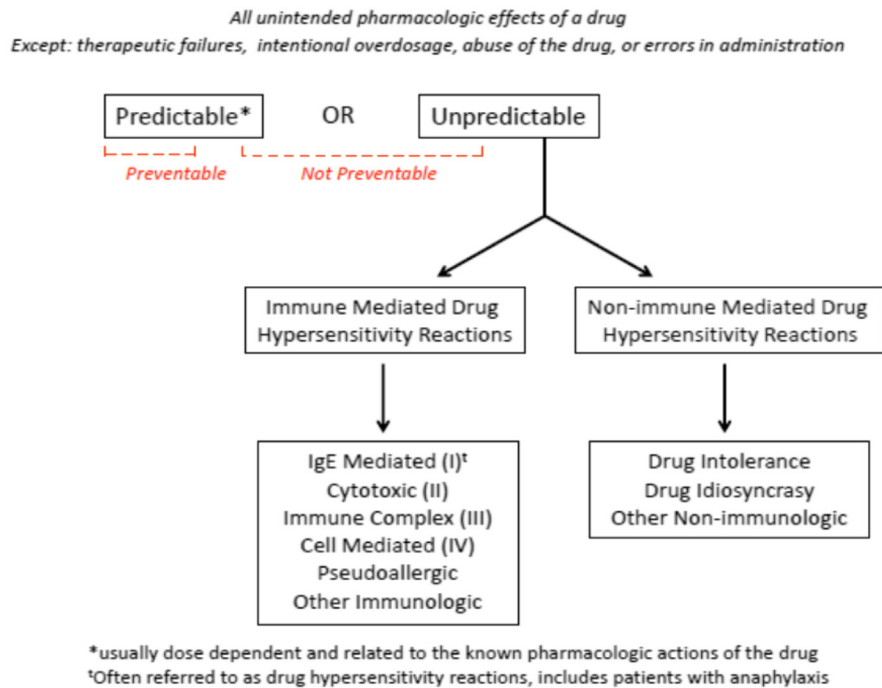 All unintended pharmacologic effects of a drug
Except: therapeutic failures, intentional overdosage, abuse of the drug, or errors in administration
Predictable* OR Unpredictable
Preventable Not Preventable
Immune Mediated Drug
Hypersensitivity Reactions
Non-immune Mediated Drug
Hypersensitivity Reactions
IgE Mediated (I)ᵗ
Cytotoxic (II)
Immune Complex (III)
Cell Mediated (IV)
Pseudoallergic
Other Immunologic
Drug Intolerance
Drug Idiosyncrasy
Other Non-immunologic
*usually dose dependent and related to the known pharmacologic actions of the drug
ᵗOften referred to as drug hypersensitivity reactions, includes patients with anaphylaxis